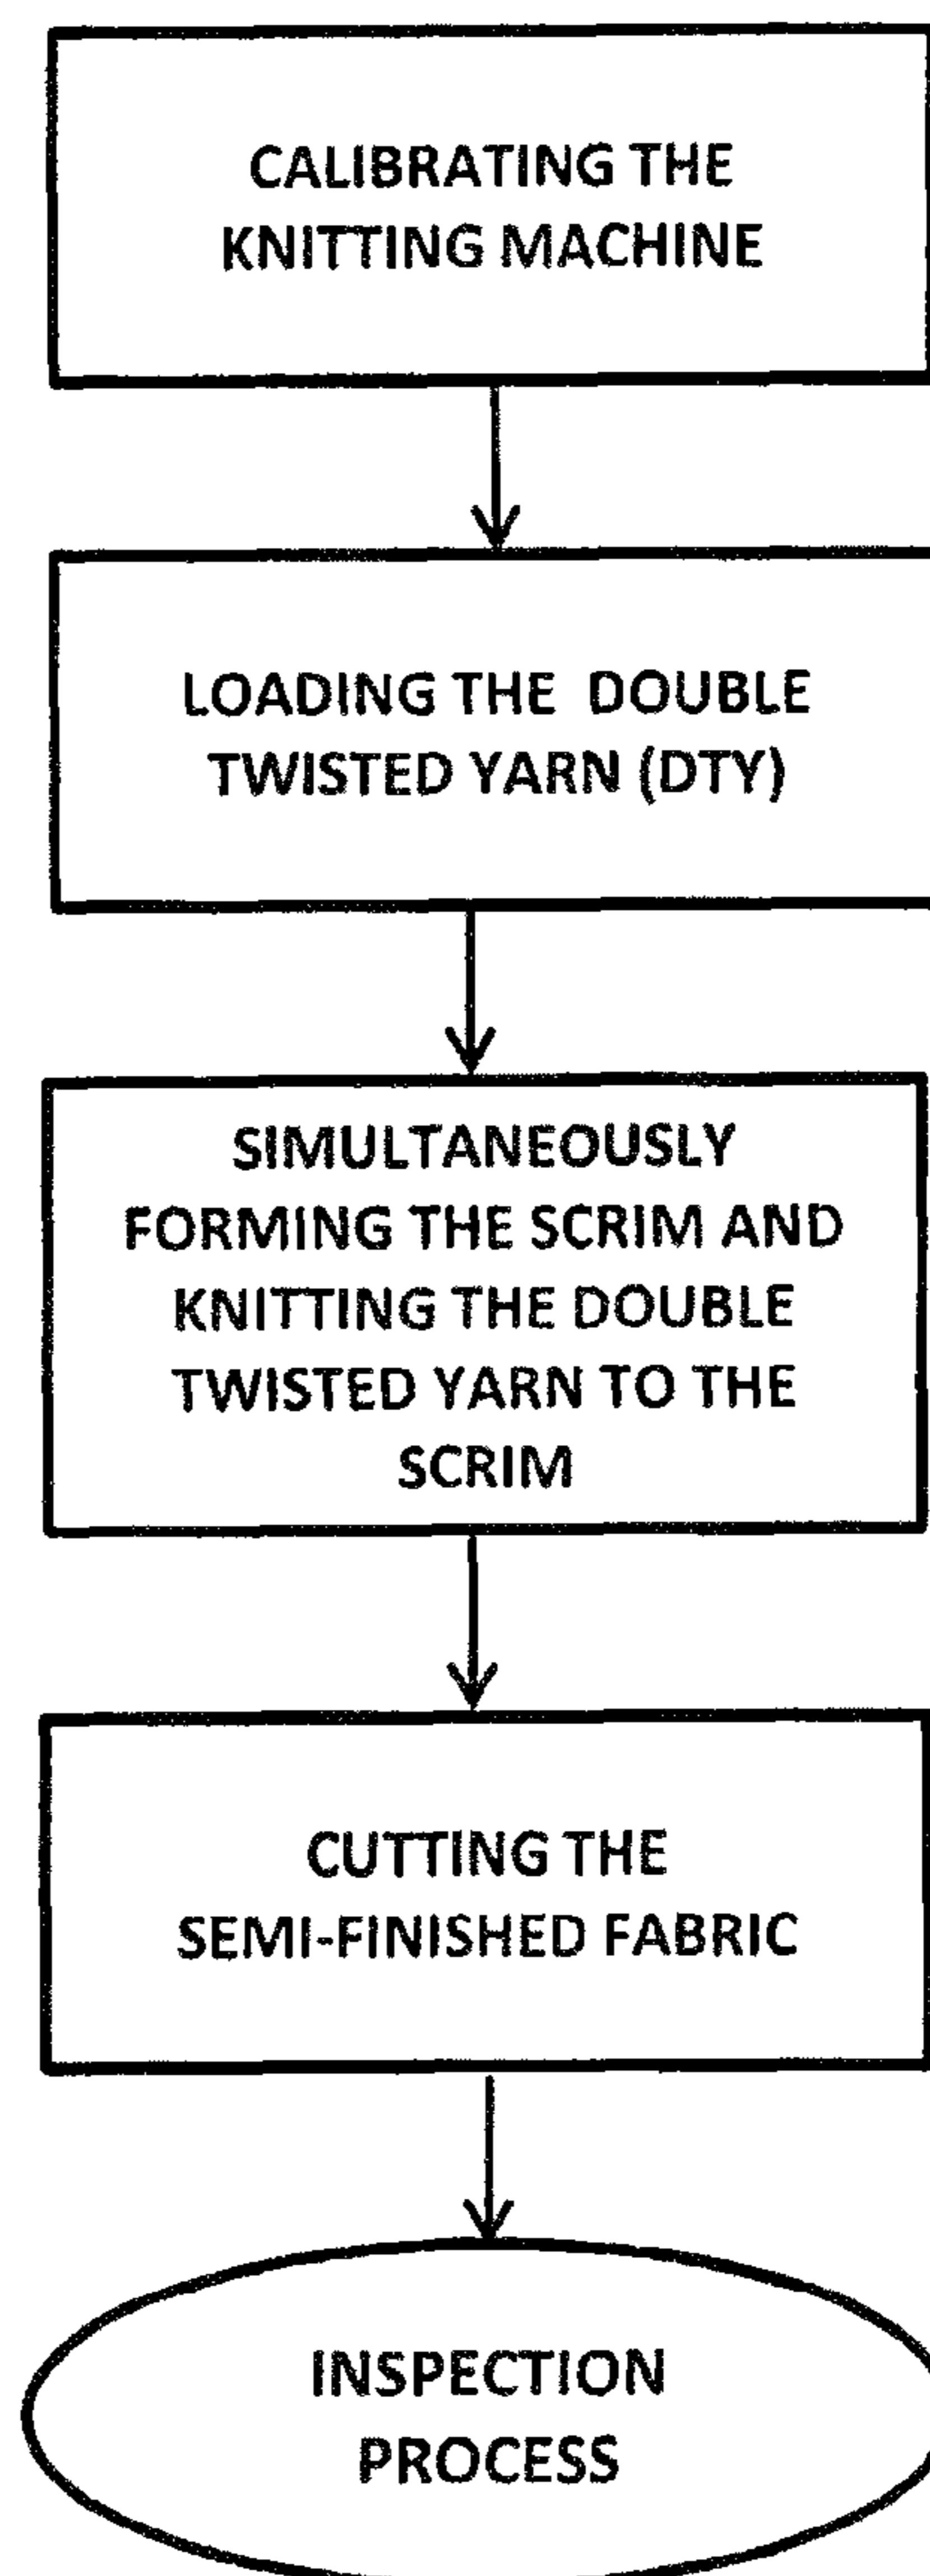 CALIBRATING THE
KNITTING MACHINE
LOADING THE DOUBLE
TWISTED YARN (DTY)
SIMULTANEOUSLY
FORMING THE SCRIM AND
KNITTING THE DOUBLE
TWISTED YARN TO THE
SCRIM
CUTTING THE
SEMI-FINISHED FABRIC
INSPECTION
PROCESS